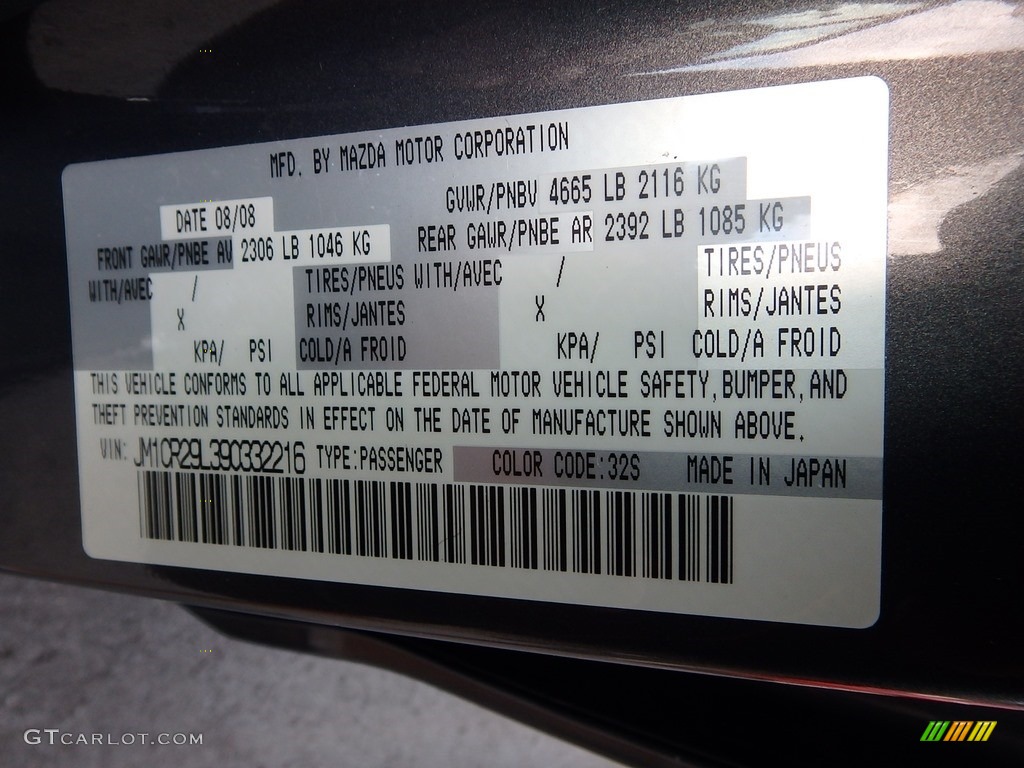 MFD. BY MAZDA MOTOR CORPORATION
DATE 08/08 GVWR/PNBV 4665 LB 2116 KG
FRONT GAWR/PNBE AV 2306 LB 1046 KG REAR GAWR/PNBE AR 2392 LB 1085 KG
WITH/AVEC / TIRES/PNEUS WITH/AVEC / TIRES/PNEUS
X RIMS/JANTES X RIMS/JANTES
KPA/ PSI COLD/A FROID KPA/ PSI COLD/A FROID
THIS VEHICLE CONFORMS TO ALL APPLICABLE FEDERAL MOTOR VEHICLE SAFETY, BUMPER, AND
THEFT PREVENTION STANDARDS IN EFFECT ON THE DATE OF MANUFACTURE SHOWN ABOVE.
VIN: JM1CR29L390332216 TYPE:PASSENGER COLOR CODE:32S MADE IN JAPAN
GTCARLOT.COM